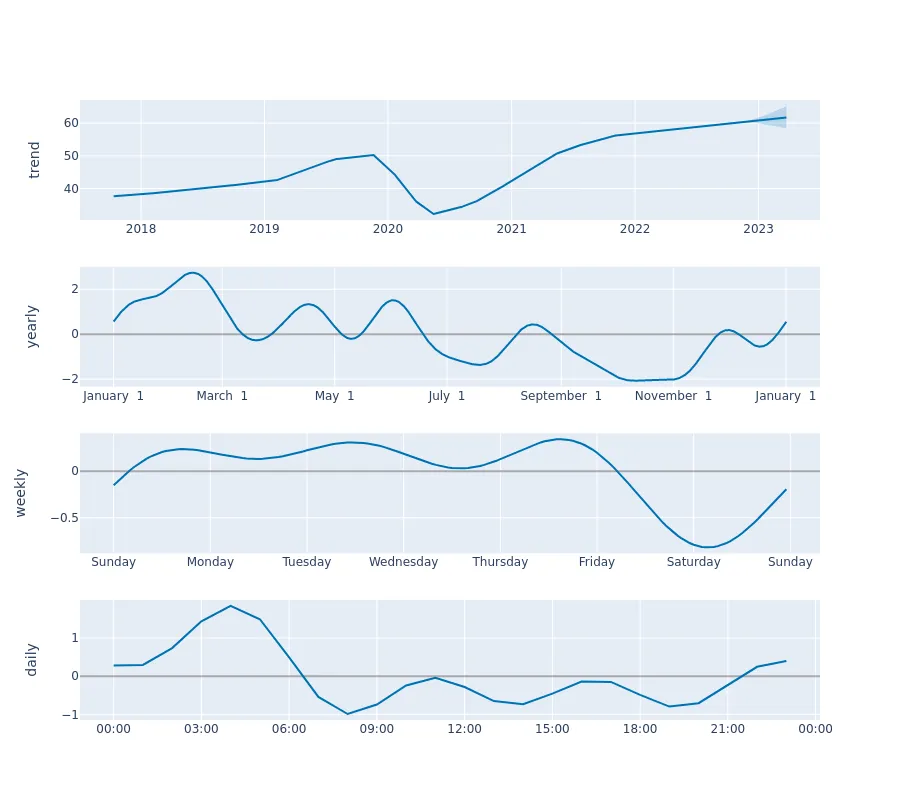 trend
60
50
40
2018 2019 2020 2021 2022 2023
yearly
2
0
−2
January 1 March 1 May 1 July 1 September 1 November 1 January 1
weekly
0
−0.5
Sunday Monday Tuesday Wednesday Thursday Friday Saturday Sunday
daily
1
0
−1
00:00 03:00 06:00 09:00 12:00 15:00 18:00 21:00 00:00